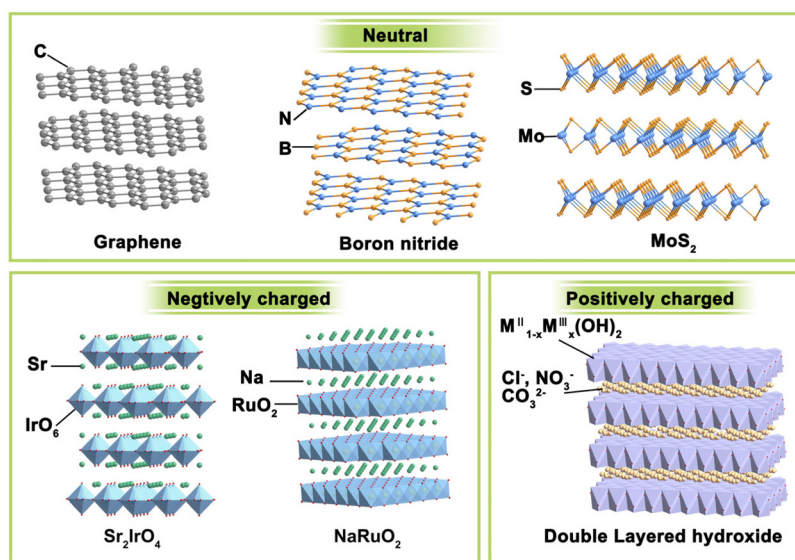 Neutral
C
N
B
S
Mo
Graphene
Boron nitride
MoS₂
Negtively charged
Sr
IrO₆
Na
RuO₂
Sr₂IrO₄
NaRuO₂
Positively charged
Mᴵᴵ₁₋ₓMᴵᴵᴵₓ(OH)₂
Cl⁻, NO₃⁻
CO₃²⁻
Double Layered hydroxide